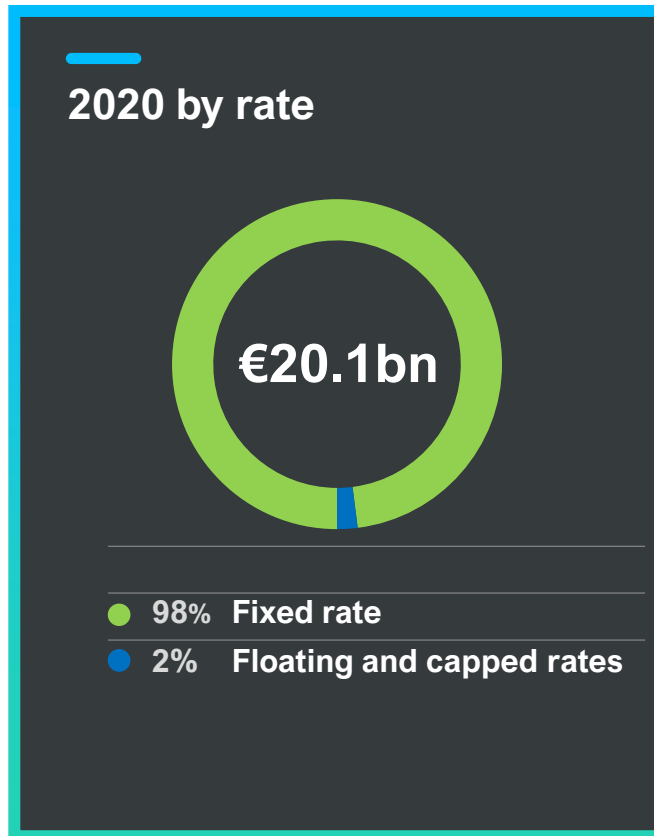 2020 by rate
€20.1bn
98% Fixed rate
2% Floating and capped rates